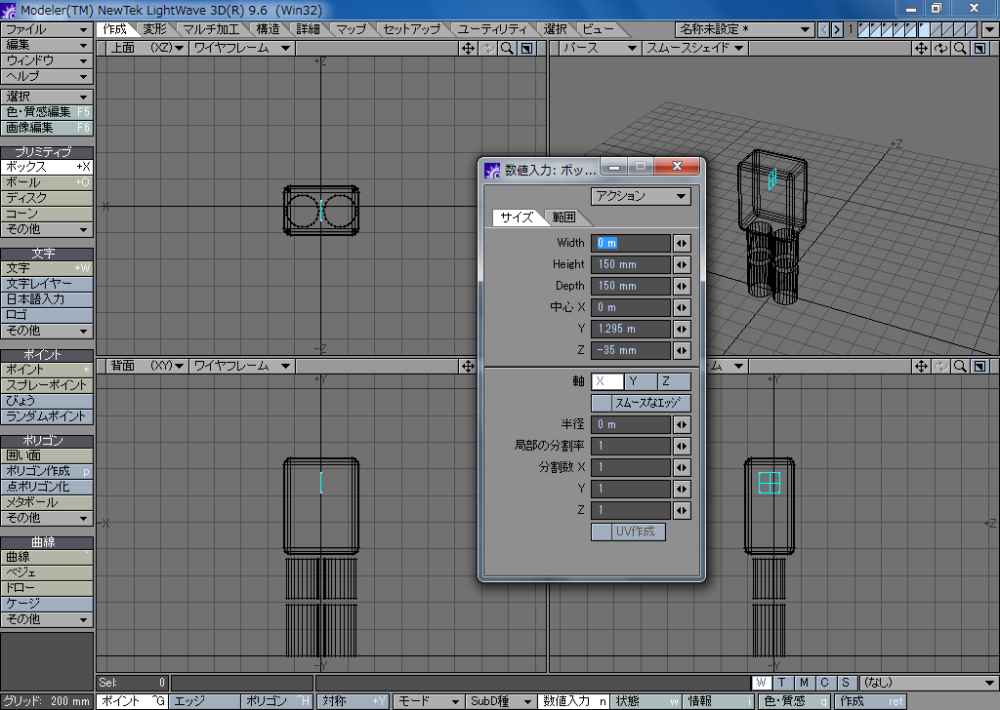 Modeler(TM) NewTek LightWave 3D(R) 9.6 (Win32)
ファイル
編集
ウィンドウ
ヘルプ
作成 変形 マルチ加工 構造 詳細 マップ セットアップ ユーティリティ 選択 ビュー
名称未設定 * 1
選択
色・質感編集 F5
画像編集 F6
プリミティブ
ボックス +X
ボール +O
ディスク
コーン
その他
文字
文字 +W
文字レイヤー
日本語入力
ロゴ
その他
ポイント
ポイント +
スプレーポイント
びょう
ランダムポイント
ポリゴン
囲い面
ポリゴン作成 p
点ポリゴン化
メタボール
その他
曲線
曲線
ベジェ
ドロー
ケージ
その他
上面 (XZ) ワイヤフレーム
+Z
-X
-Z
パース スムースシェイド
+Z
背面 (XY) ワイヤフレーム
+Y
-X
-Y
ーム
+Y
+Z
-Y
数値入力: ボッ...
アクション
サイズ 範囲
Width 0 m
Height 150 mm
Depth 150 mm
中心 X 0 m
Y 1.295 m
Z -35 mm
軸 X Y Z
スムースなエッジ
半径 0 m
局部の分割率 1
分割数 X 1
Y 1
Z 1
UV作成
Sel: 0
W T M C S (なし)
グリッド: 200 mm
ポイント ^G エッジ ポリゴン ^H 対称 +Y モード SubD種 数値入力 n 状態 w 情報 i 色・質感 q 作成 ret